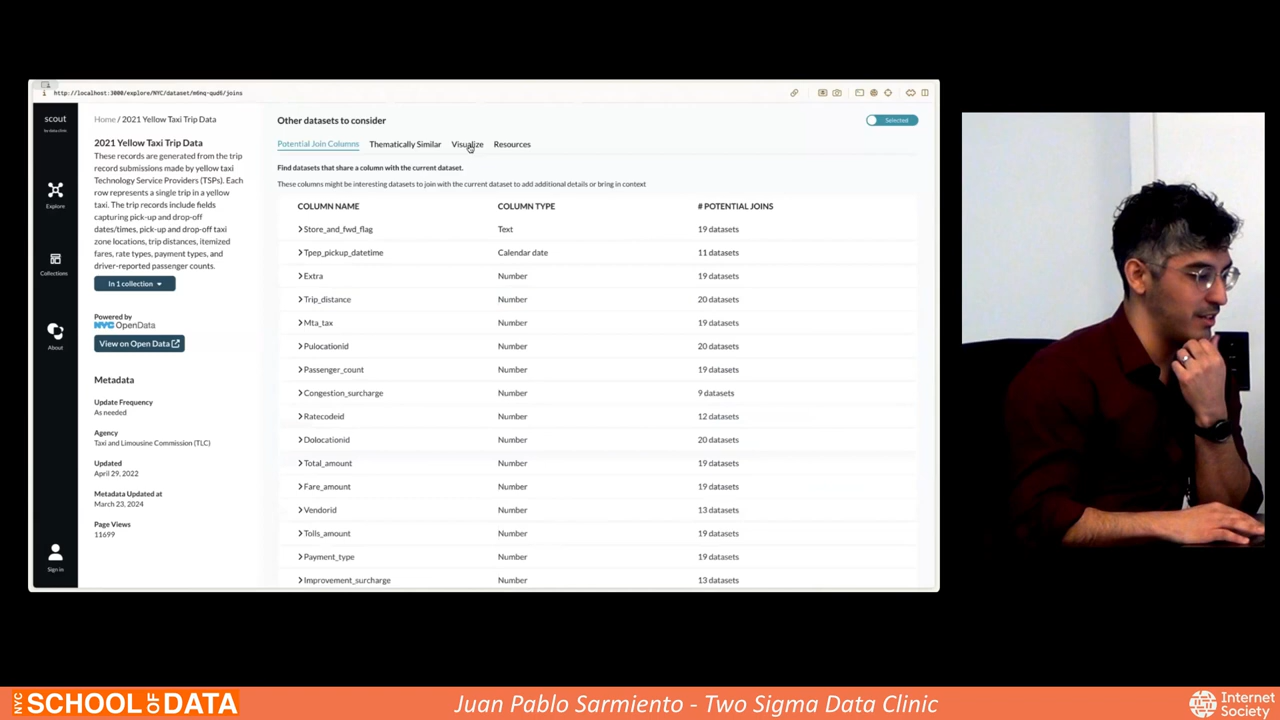 http://localhost:3000/explore/NYC/dataset/m6nq-qud6/joins
scout
by data clinic
Explore
Collections
About
Sign in
Home / 2021 Yellow Taxi Trip Data
2021 Yellow Taxi Trip Data
These records are generated from the trip
record submissions made by yellow taxi
Technology Service Providers (TSPs). Each
row represents a single trip in a yellow
taxi. The trip records include fields
capturing pick-up and drop-off
dates/times, pick-up and drop-off taxi
zone locations, trip distances, itemized
fares, rate types, payment types, and
driver-reported passenger counts.
In 1 collection
Powered by
NYC OpenData
View on Open Data
Metadata
Update Frequency
As needed
Agency
Taxi and Limousine Commission (TLC)
Updated
April 29, 2022
Metadata Updated at
March 23, 2024
Page Views
11699
Other datasets to consider
Selected
Potential Join Columns Thematically Similar Visualize Resources
Find datasets that share a column with the current dataset.
These columns might be interesting datasets to join with the current dataset to add additional details or bring in context
COLUMN NAME COLUMN TYPE # POTENTIAL JOINS
Store_and_fwd_flag Text 19 datasets
Tpep_pickup_datetime Calendar date 11 datasets
Extra Number 19 datasets
Trip_distance Number 20 datasets
Mta_tax Number 19 datasets
Pulocationid Number 20 datasets
Passenger_count Number 19 datasets
Congestion_surcharge Number 9 datasets
Ratecodeid Number 12 datasets
Dolocationid Number 20 datasets
Total_amount Number 19 datasets
Fare_amount Number 19 datasets
Vendorid Number 13 datasets
Tolls_amount Number 19 datasets
Payment_type Number 19 datasets
Improvement_surcharge Number 13 datasets
NYC SCHOOL OF DATA
Juan Pablo Sarmiento - Two Sigma Data Clinic
Internet
Society